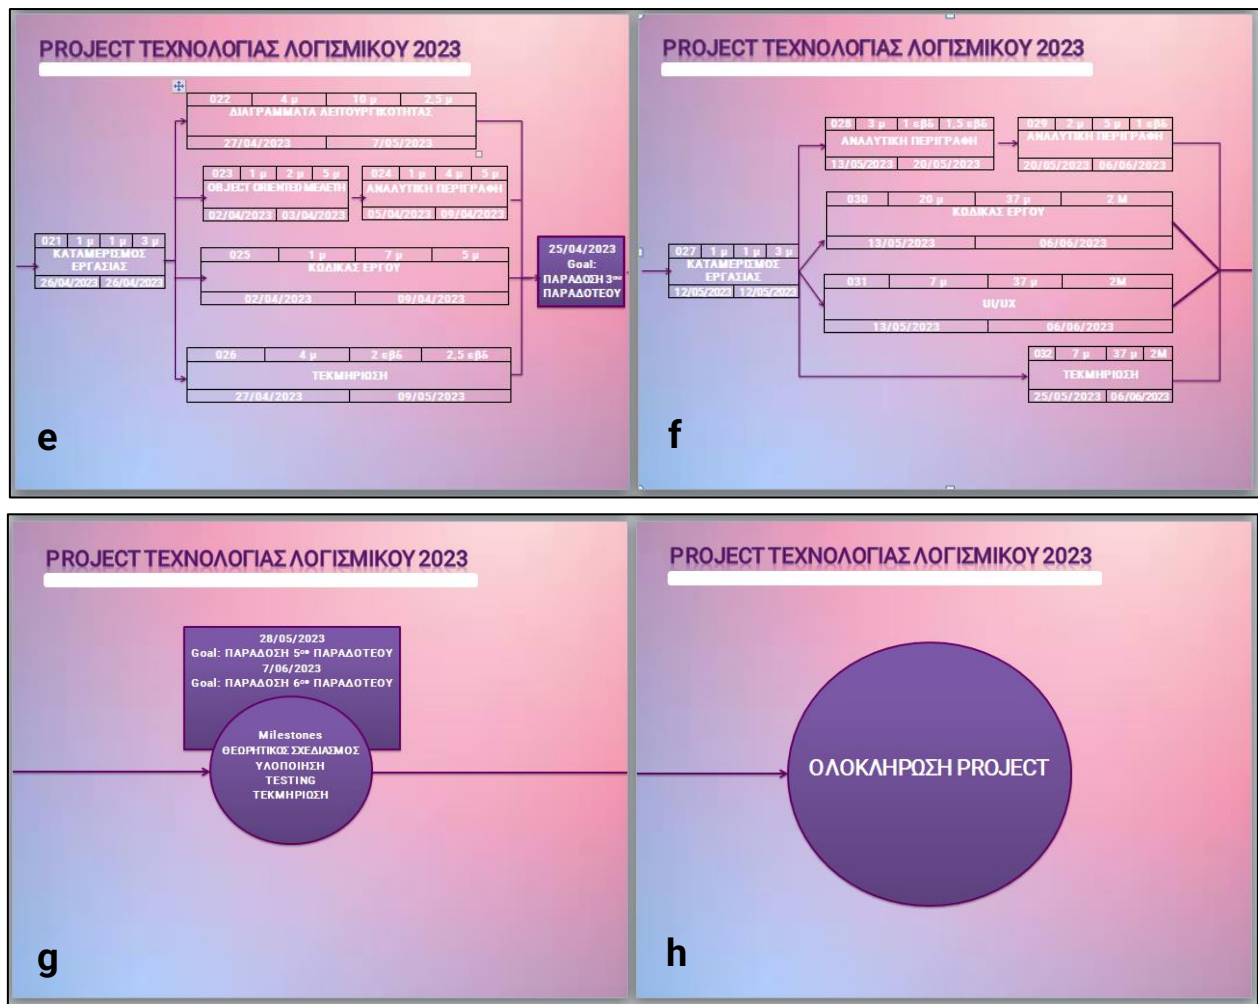 PROJECT ΤΕΧΝΟΛΟΓΙΑΣ ΛΟΓΙΣΜΙΚΟΥ 2023
022 4 μ 10 μ 2,5 μ
ΔΙΑΓΡΑΜΜΑΤΑ ΛΕΙΤΟΥΡΓΙΚΟΤΗΤΑΣ
27/04/2023 7/05/2023
023 1 μ 2 μ 5 μ
OBJECT ORIENTED ΜΕΛΕΤΗ
02/04/2023 03/04/2023
024 1 μ 4 μ 5 μ
ΑΝΑΛΥΤΙΚΗ ΠΕΡΙΓΡΑΦΗ
05/04/2023 09/04/2023
021 1 μ 1 μ 3 μ
ΚΑΤΑΜΕΡΙΣΜΟΣ
ΕΡΓΑΣΙΑΣ
26/04/2023 26/04/2023
025 1 μ 7 μ 5 μ
ΚΩΔΙΚΑΣ ΕΡΓΟΥ
02/04/2023 09/04/2023
25/04/2023
Goal:
ΠΑΡΑΔΟΣΗ 3ου
ΠΑΡΑΔΟΤΕΟΥ
026 4 μ 2 εβδ 2,5 εβδ
ΤΕΚΜΗΡΙΩΣΗ
27/04/2023 09/05/2023
e
PROJECT ΤΕΧΝΟΛΟΓΙΑΣ ΛΟΓΙΣΜΙΚΟΥ 2023
028 3 μ 1 εβδ 1,5 εβδ
ΑΝΑΛΥΤΙΚΗ ΠΕΡΙΓΡΑΦΗ
13/05/2023 20/05/2023
029 2 μ 5 μ 1 εβδ
ΑΝΑΛΥΤΙΚΗ ΠΕΡΙΓΡΑΦΗ
20/05/2023 06/06/2023
030 20 μ 37 μ 2 Μ
ΚΩΔΙΚΑΣ ΕΡΓΟΥ
13/05/2023 06/06/2023
027 1 μ 1 μ 3 μ
ΚΑΤΑΜΕΡΙΣΜΟΣ
ΕΡΓΑΣΙΑΣ
12/05/2023 12/05/2023
031 7 μ 37 μ 2Μ
UI/UX
13/05/2023 06/06/2023
032 7 μ 37 μ 2Μ
ΤΕΚΜΗΡΙΩΣΗ
25/05/2023 06/06/2023
f
PROJECT ΤΕΧΝΟΛΟΓΙΑΣ ΛΟΓΙΣΜΙΚΟΥ 2023
28/05/2023
Goal: ΠΑΡΑΔΟΣΗ 5ου ΠΑΡΑΔΟΤΕΟΥ
7/06/2023
Goal: ΠΑΡΑΔΟΣΗ 6ου ΠΑΡΑΔΟΤΕΟΥ
Milestones
ΘΕΩΡΗΤΙΚΟΣ ΣΧΕΔΙΑΣΜΟΣ
ΥΛΟΠΟΙΗΣΗ
TESTING
ΤΕΚΜΗΡΙΩΣΗ
g
PROJECT ΤΕΧΝΟΛΟΓΙΑΣ ΛΟΓΙΣΜΙΚΟΥ 2023
ΟΛΟΚΛΗΡΩΣΗ PROJECT
h